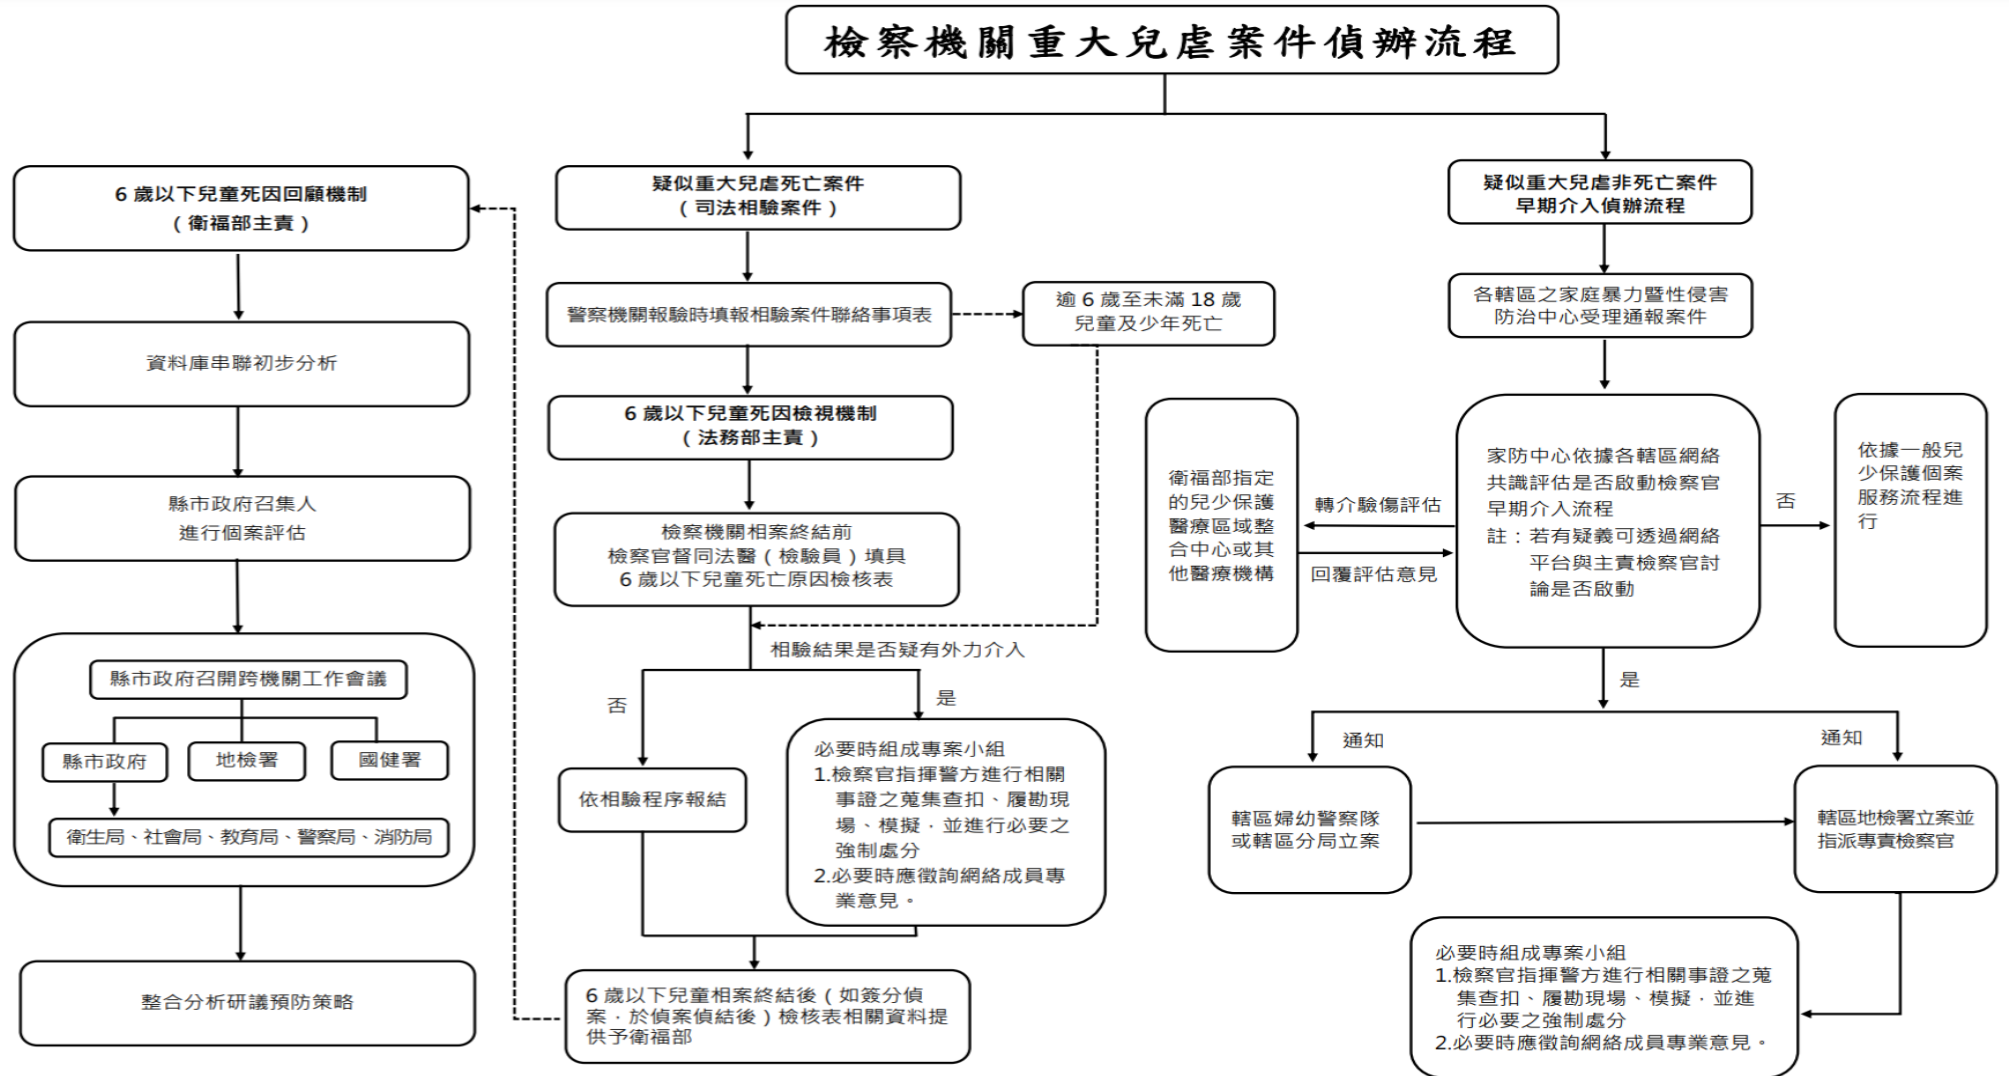 檢察機關重大兒虐案件偵辦流程
6 歲以下兒童死因回顧機制
（衛福部主責）
資料庫串聯初步分析
縣市政府召集人
進行個案評估
縣市政府召開跨機關工作會議
縣市政府
地檢署
國健署
衛生局、社會局、教育局、警察局、消防局
整合分析研議預防策略
疑似重大兒虐死亡案件
（司法相驗案件）
警察機關報驗時填報相驗案件聯絡事項表
逾 6 歲至未滿 18 歲
兒童及少年死亡
6 歲以下兒童死因檢視機制
（法務部主責）
檢察機關相案終結前
檢察官督同法醫（檢驗員）填具
6 歲以下兒童死亡原因檢核表
相驗結果是否疑有外力介入
否
是
依相驗程序報結
必要時組成專案小組
1.檢察官指揮警方進行相關
事證之蒐集查扣、履勘現
場、模擬，並進行必要之
強制處分
2.必要時應徵詢網絡成員專
業意見。
6 歲以下兒童相案終結後（如簽分偵
案，於偵案偵結後）檢核表相關資料提
供予衛福部
疑似重大兒虐非死亡案件
早期介入偵辦流程
各轄區之家庭暴力暨性侵害
防治中心受理通報案件
衛福部指定
的兒少保護
醫療區域整
合中心或其
他醫療機構
轉介驗傷評估
回覆評估意見
家防中心依據各轄區網絡
共識評估是否啟動檢察官
早期介入流程
註：若有疑義可透過網絡
平台與主責檢察官討
論是否啟動
否
依據一般兒
少保護個案
服務流程進
行
是
通知
通知
轄區婦幼警察隊
或轄區分局立案
轄區地檢署立案並
指派專責檢察官
必要時組成專案小組
1.檢察官指揮警方進行相關事證之蒐
集查扣、履勘現場、模擬，並進
行必要之強制處分
2.必要時應徵詢網絡成員專業意見。